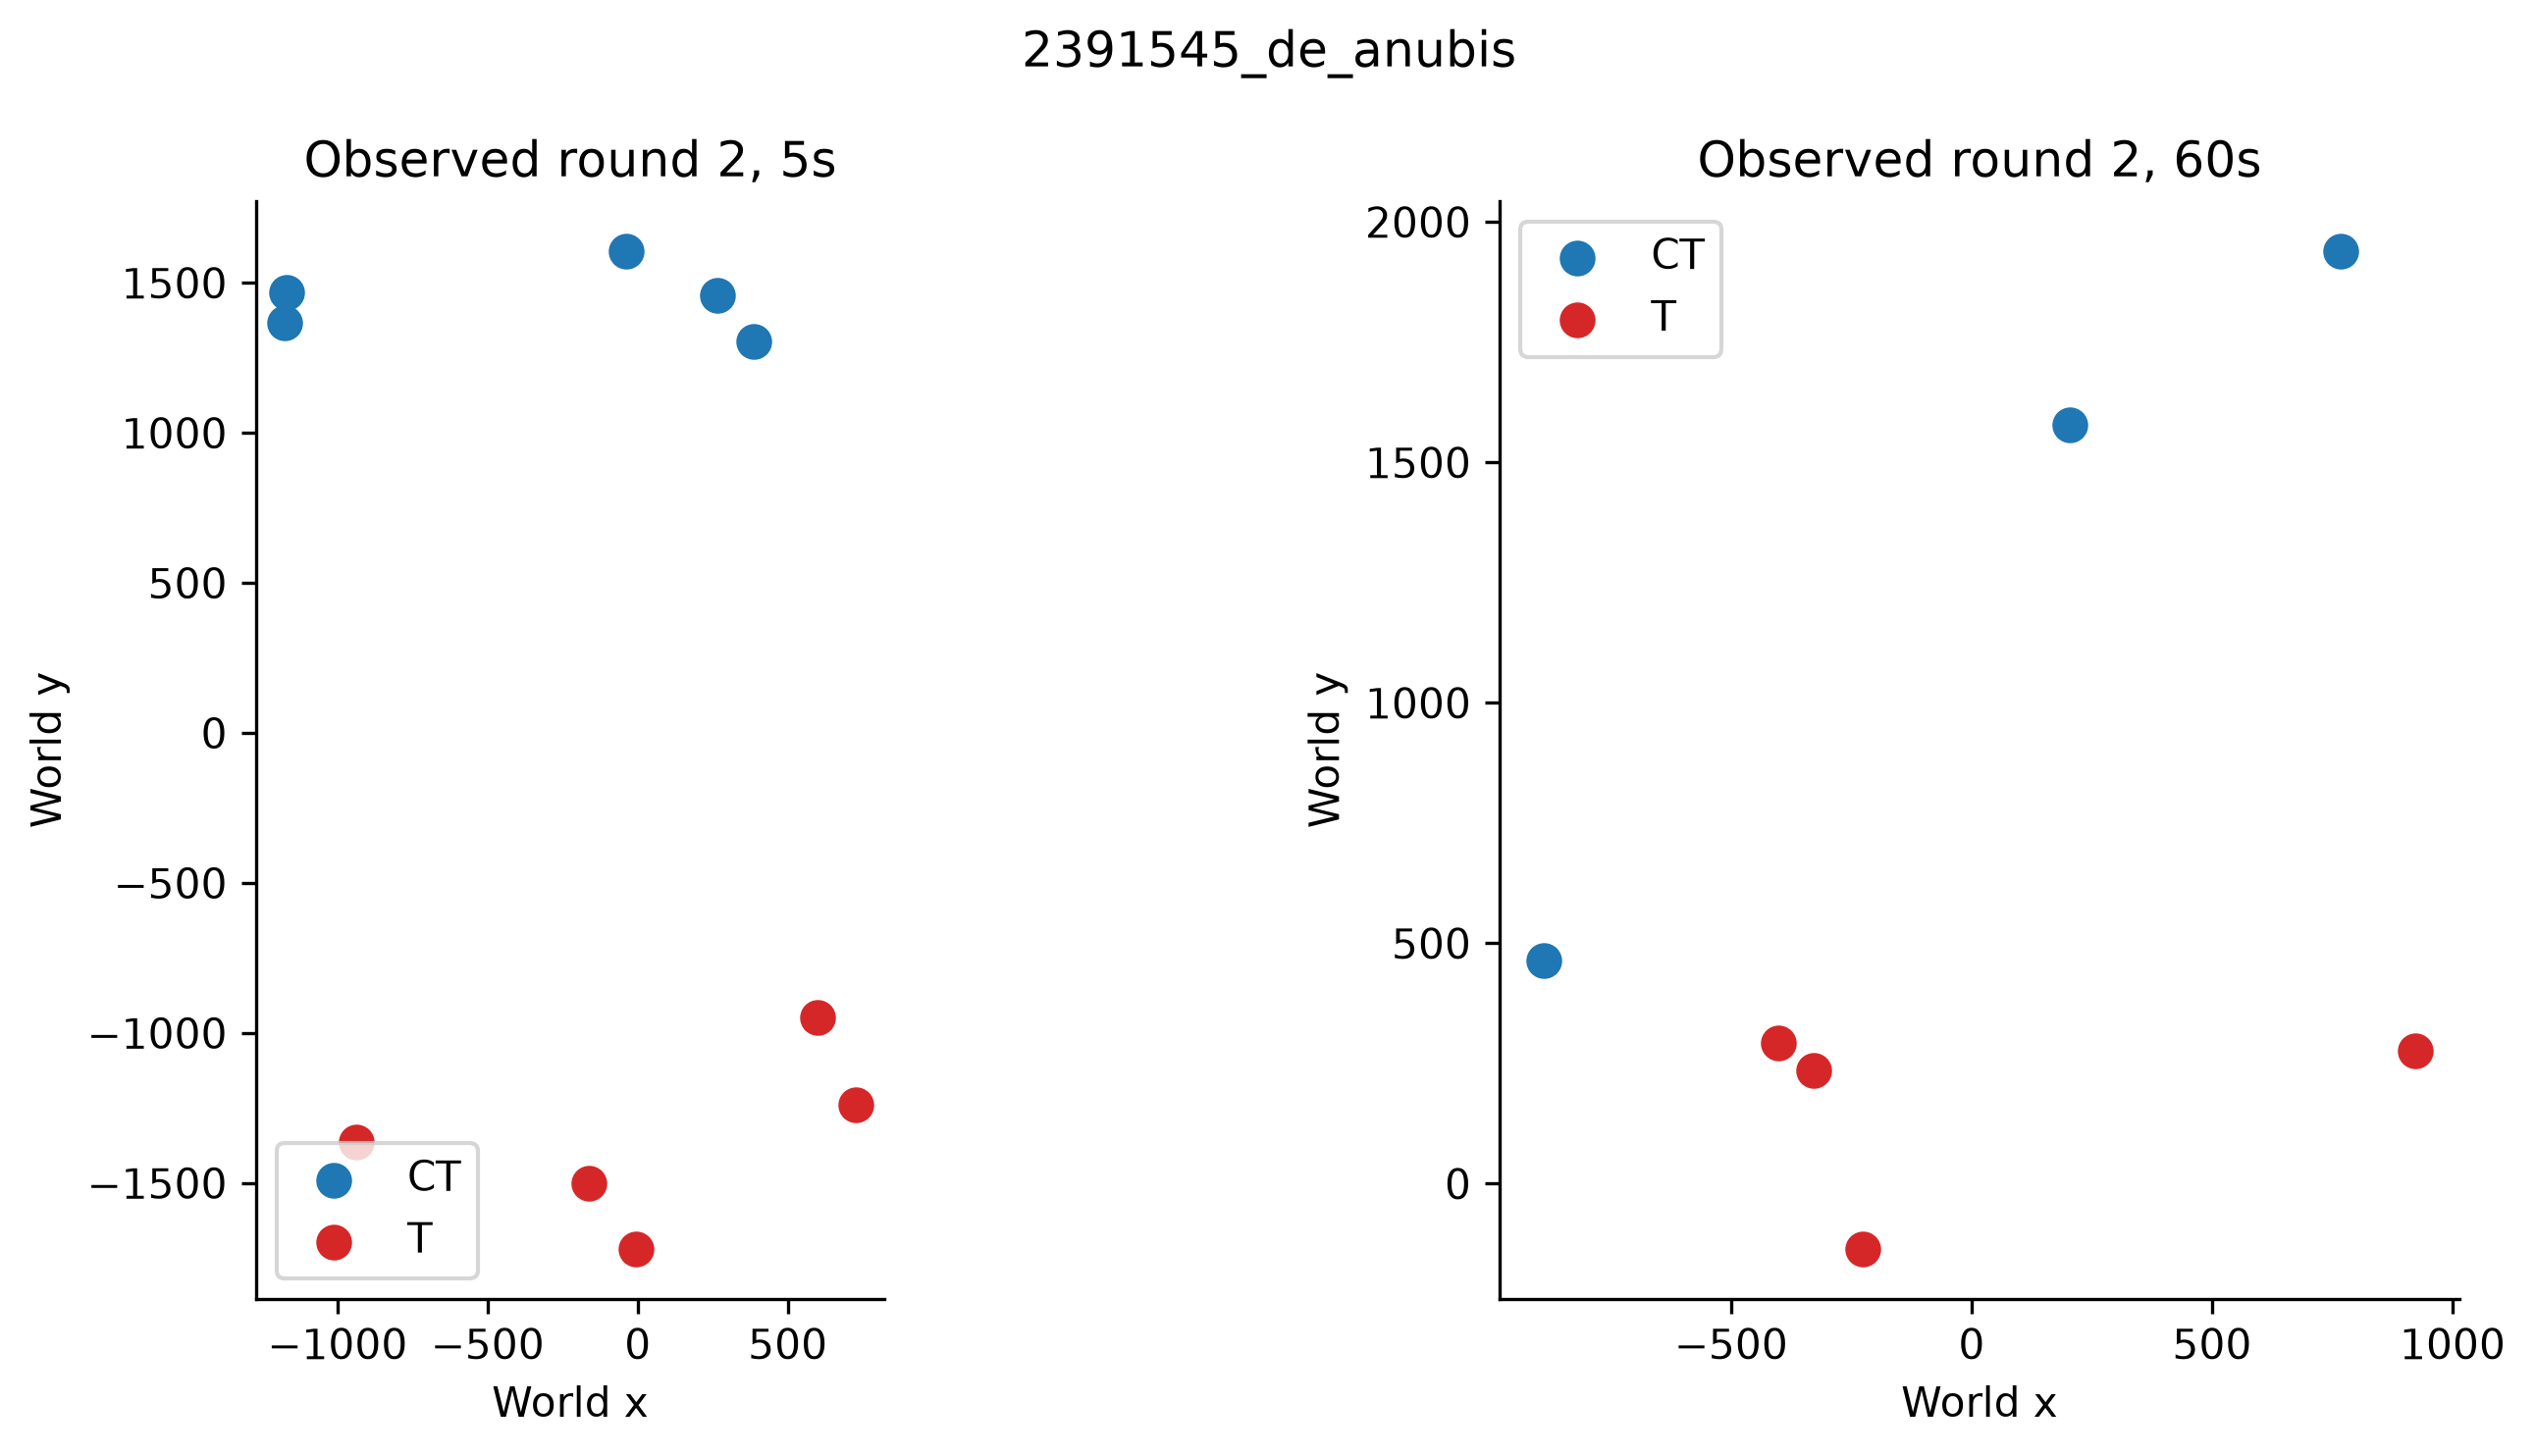 2391545_de_anubis
Observed round 2, 5s
1500
1000
500
0
−500
−1000
−1500
World y
CT
T
−1000 −500 0 500
World x
Observed round 2, 60s
2000
1500
1000
500
0
World y
CT
T
−500 0 500 1000
World x